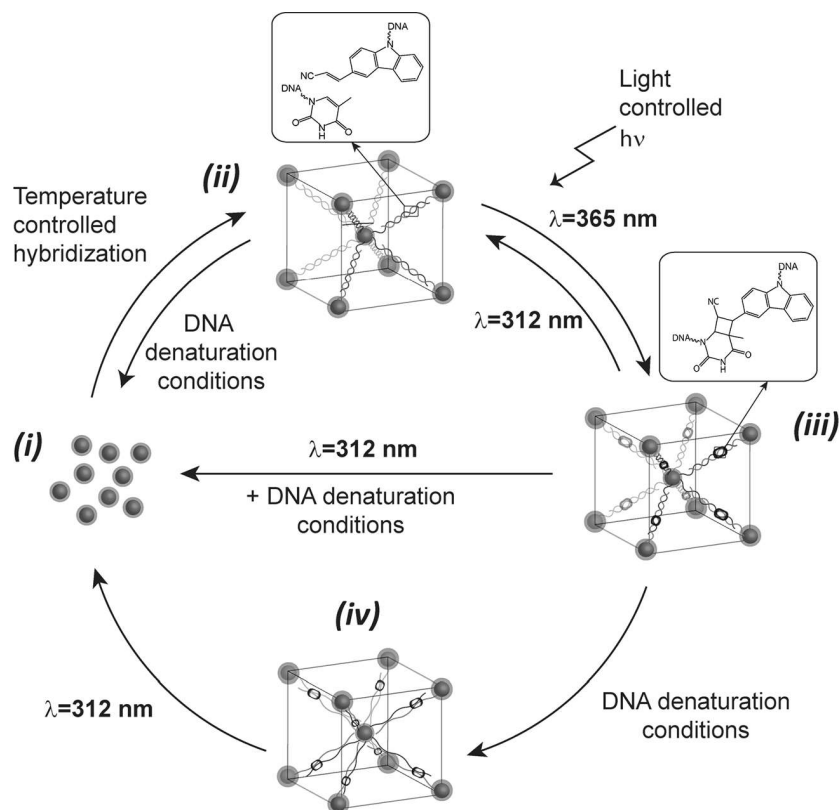 DNA
N
NC
DNA
N
O
N
H
O
Light
controlled
hν
(ii)
Temperature
controlled
hybridization
λ=365 nm
λ=312 nm
DNA
denaturation
conditions
DNA
N
NC
DNA
N
O
N
H
O
(i)
(iii)
λ=312 nm
+ DNA denaturation
conditions
(iv)
λ=312 nm
DNA denaturation
conditions